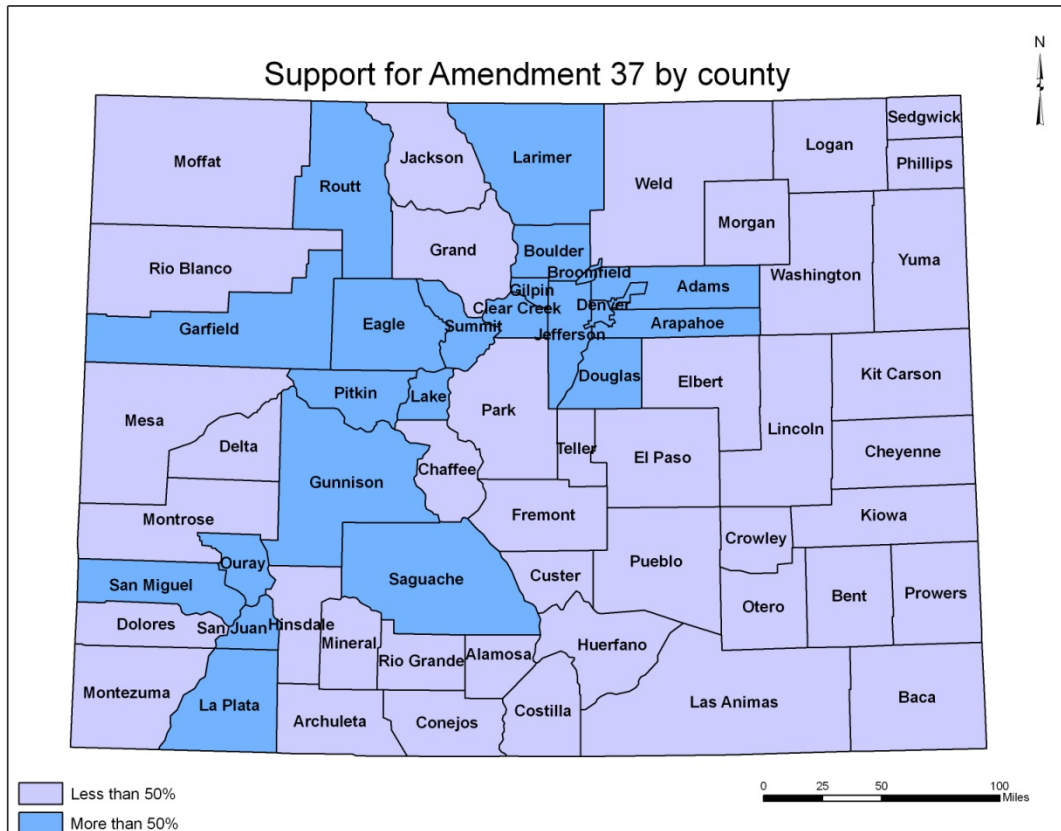 N
Support for Amendment 37 by county
Sedgwick
Logan
Moffat
Jackson
Larimer
Phillips
Routt
Weld
Morgan
Grand
Boulder
Yuma
Rio Blanco
Broomfield
Washington
Gilpin
Adams
Clear Creek
Denver
Garfield
Eagle
Summit
Arapahoe
Jefferson
Kit Carson
Douglas
Elbert
Pitkin
Lake
Park
Mesa
Lincoln
Delta
Teller
El Paso
Cheyenne
Chaffee
Gunnison
Fremont
Kiowa
Montrose
Crowley
Ouray
Pueblo
Custer
San Miguel
Saguache
Prowers
Bent
Otero
Dolores
San Juan
Hinsdale
Mineral
Huerfano
Alamosa
Rio Grande
Montezuma
La Plata
Las Animas
Baca
Costilla
Archuleta
Conejos
Less than 50%
More than 50%
0 25 50 100
Miles